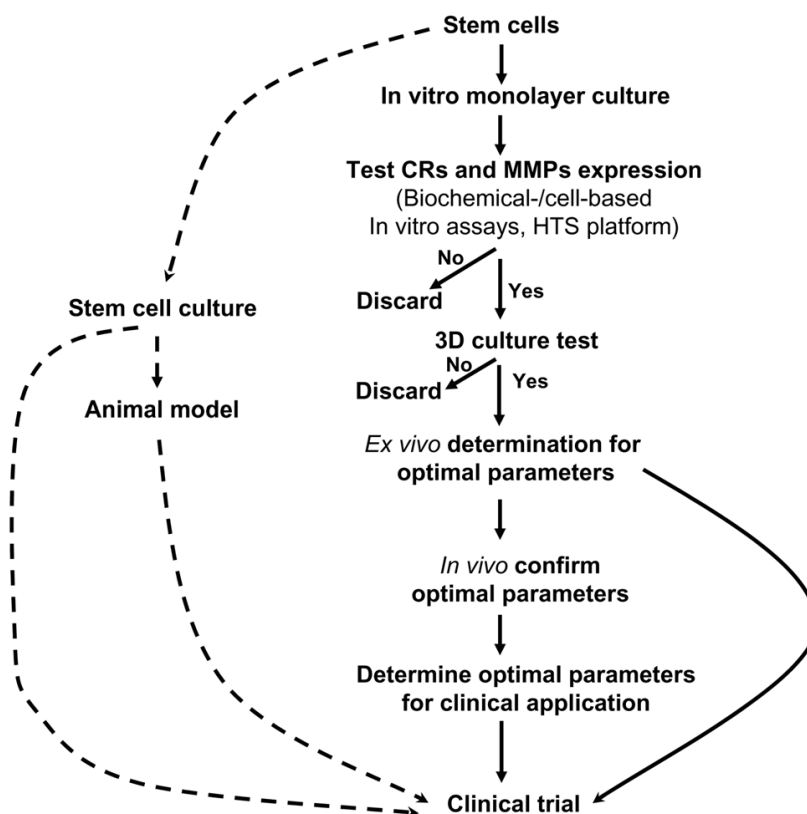 Stem cells
In vitro monolayer culture
Test CRs and MMPs expression
(Biochemical-/cell-based
In vitro assays, HTS platform)
No
Yes
Discard
Stem cell culture
3D culture test
No
Yes
Discard
Animal model
Ex vivo determination for
optimal parameters
In vivo confirm
optimal parameters
Determine optimal parameters
for clinical application
Clinical trial